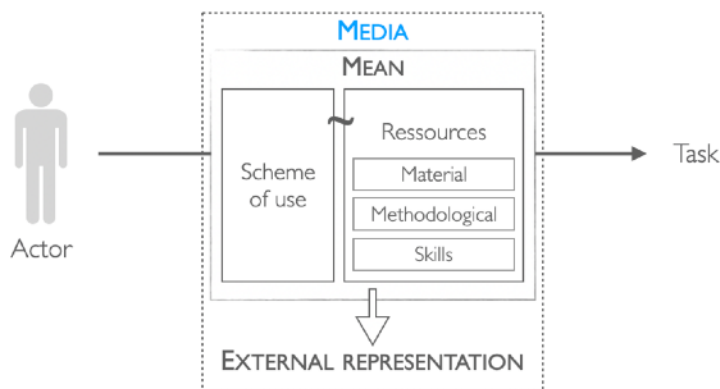 MEDIA
MEAN
~
Ressources
Scheme
of use
Material
Methodological
Skills
Actor
Task
EXTERNAL REPRESENTATION